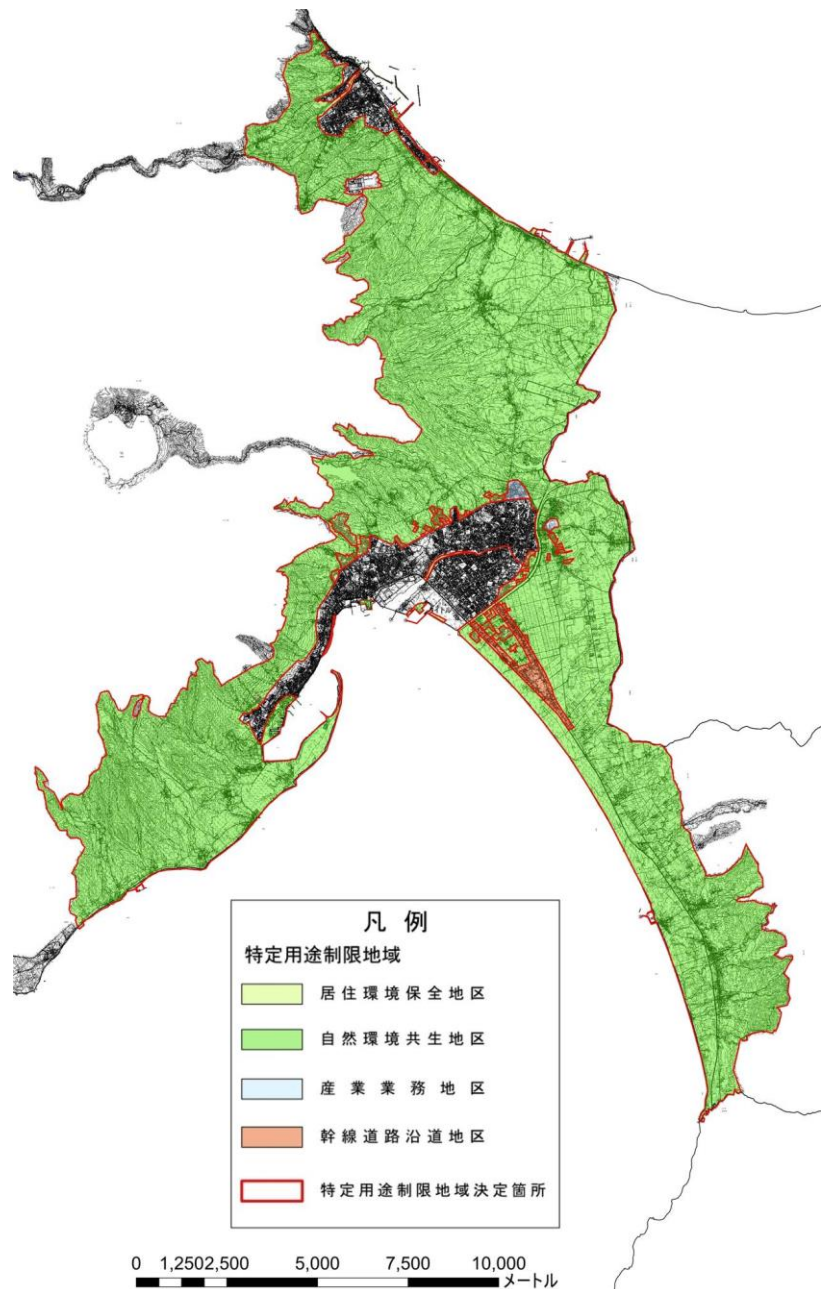 凡例
特定用途制限地域
居住環境保全地区
自然環境共生地区
産業業務地区
幹線道路沿道地区
特定用途制限地域決定箇所
0 1,250 2,500 5,000 7,500 10,000 メートル